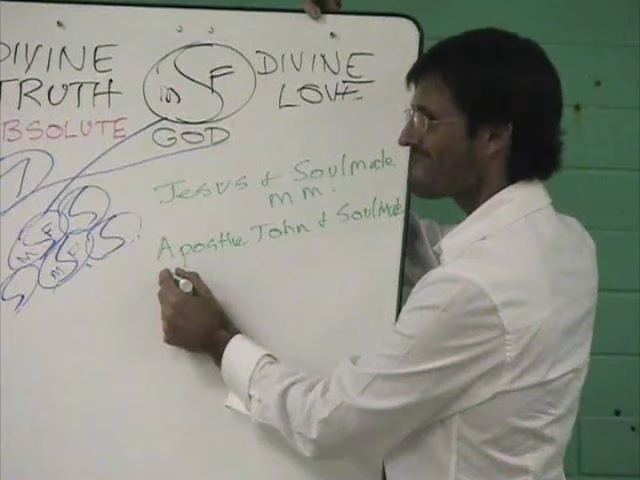 DIVINE
TRUTH
ABSOLUTE
m F
GOD
DIVINE
LOVE
Jesus & Soulmate
M M.
Apostle John & SoulMate
S
S
M S F
M S F
S